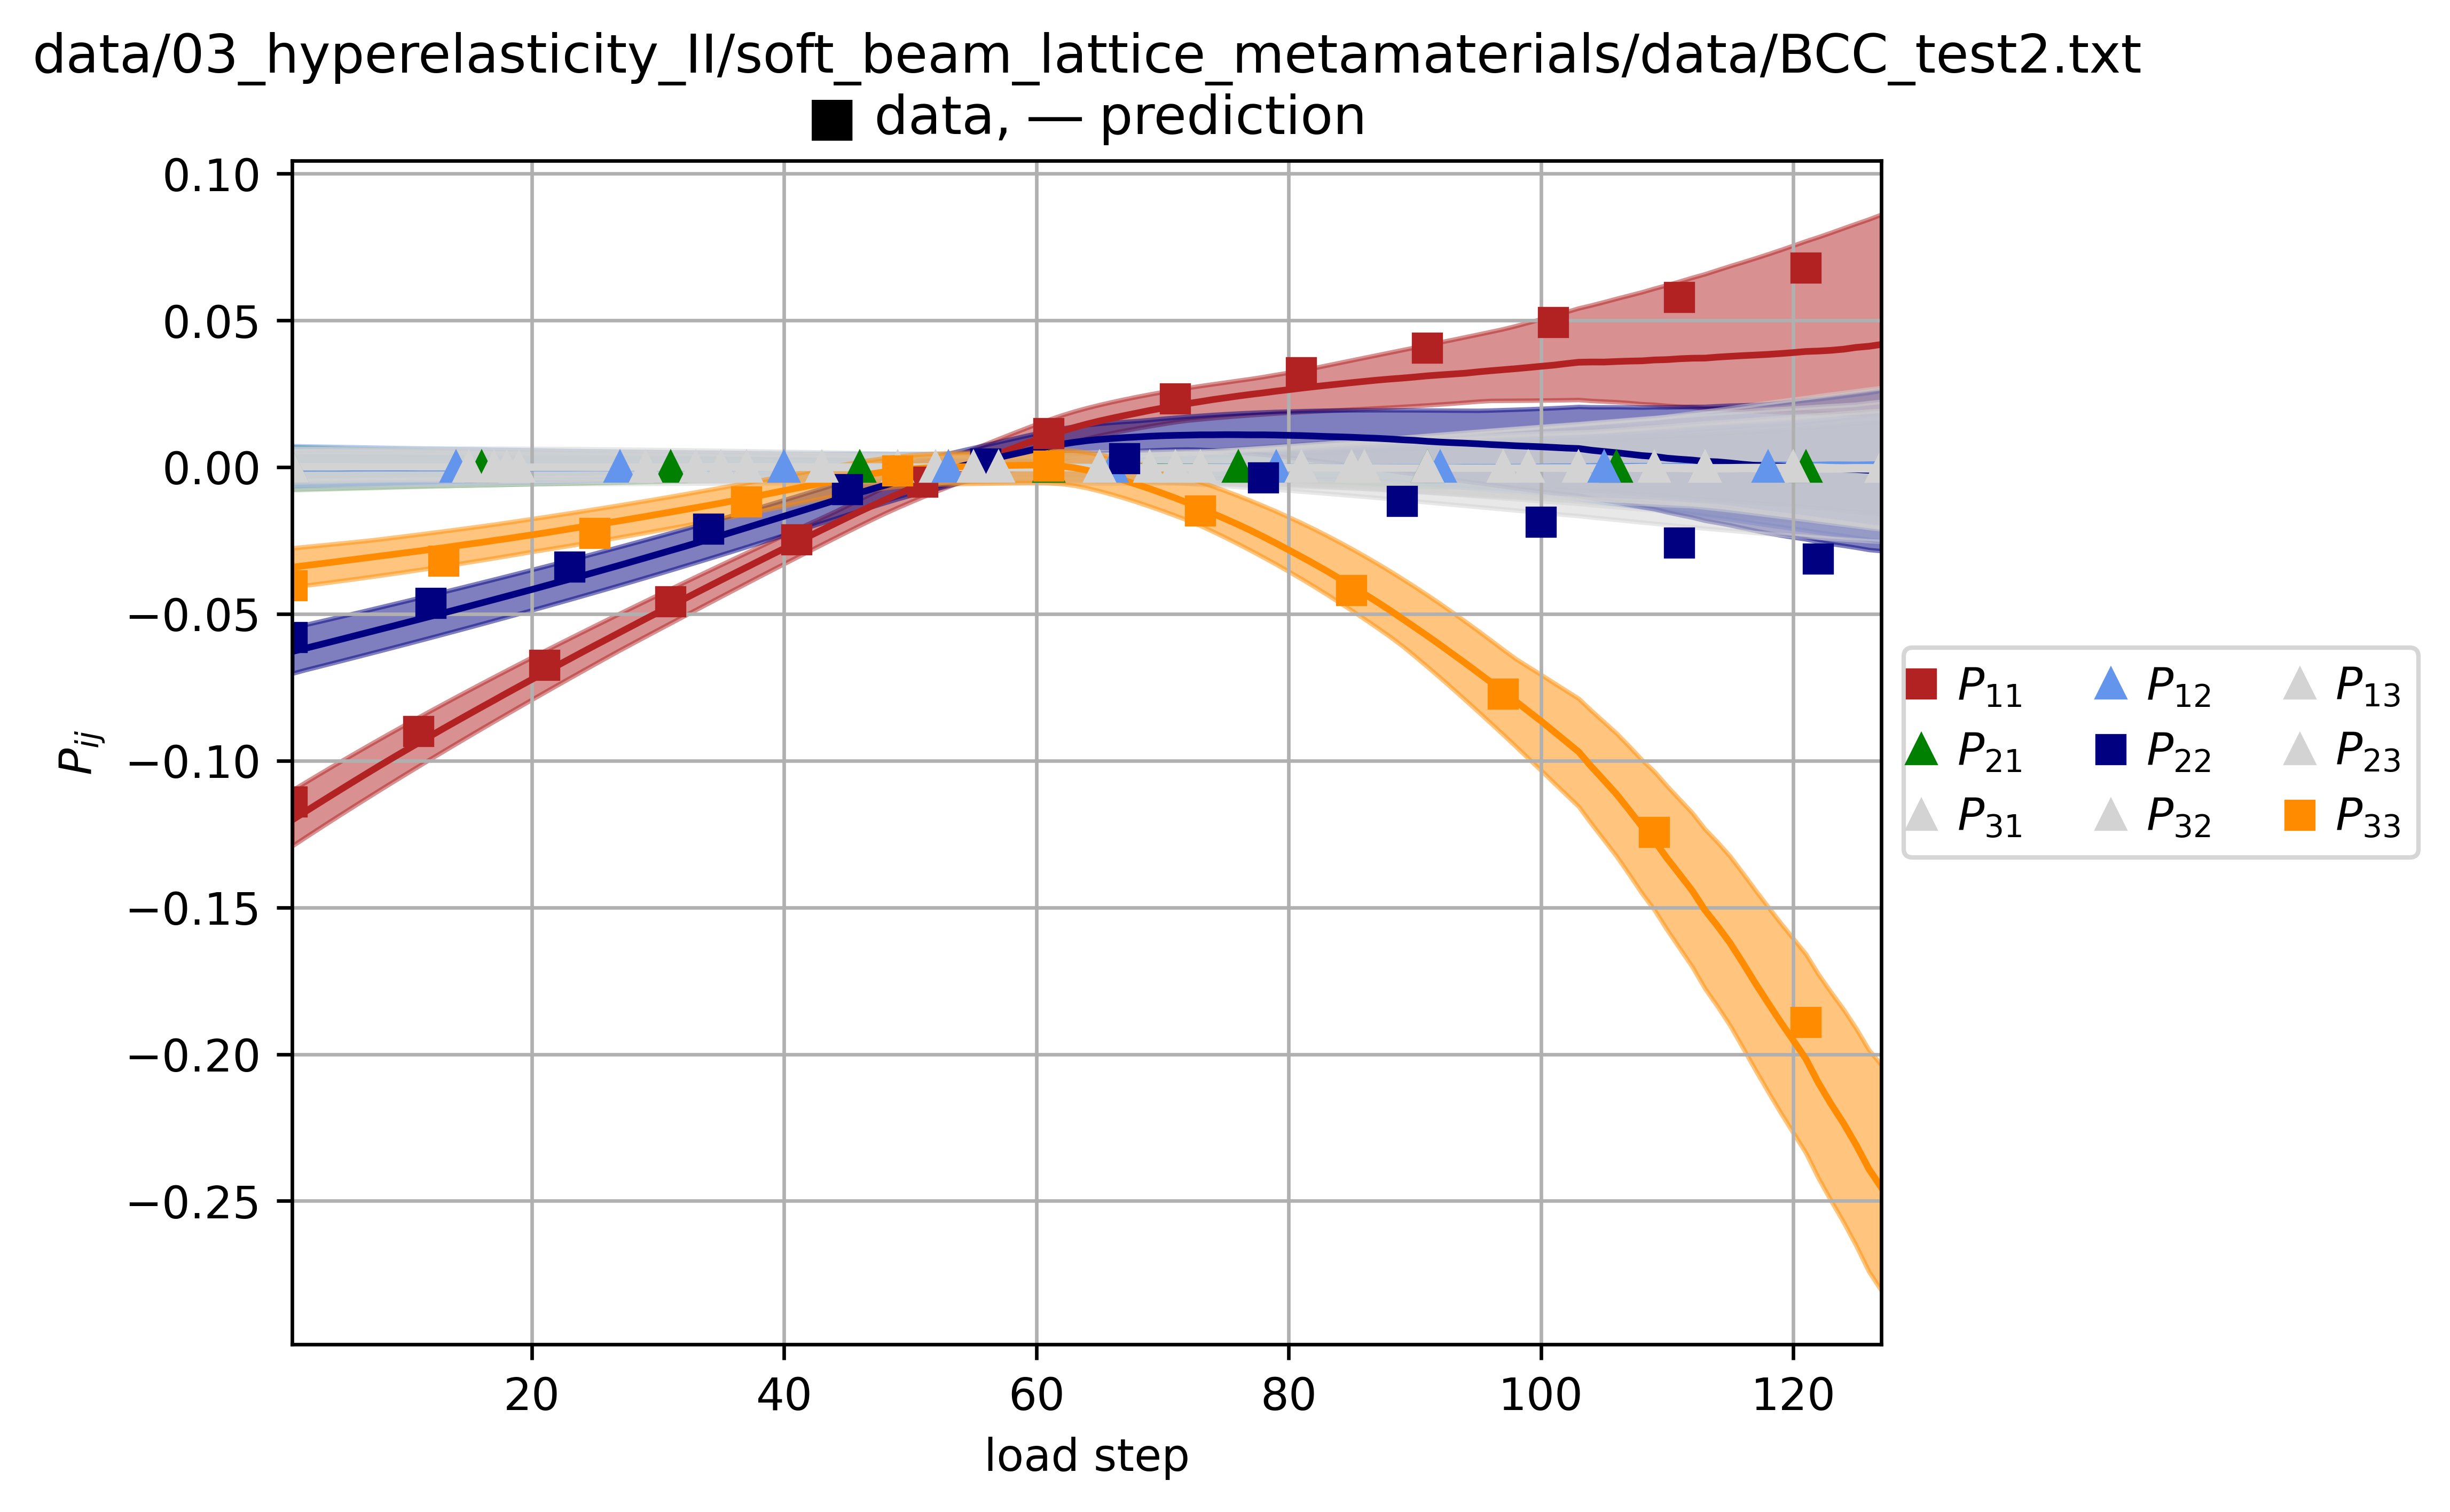 data/03_hyperelasticity_II/soft_beam_lattice_metamaterials/data/BCC_test2.txt
■ data, — prediction
0.10
0.05
0.00
−0.05
−0.10
−0.15
−0.20
−0.25
P_ij
20 40 60 80 100 120
load step
P_11 P_12 P_13
P_21 P_22 P_23
P_31 P_32 P_33